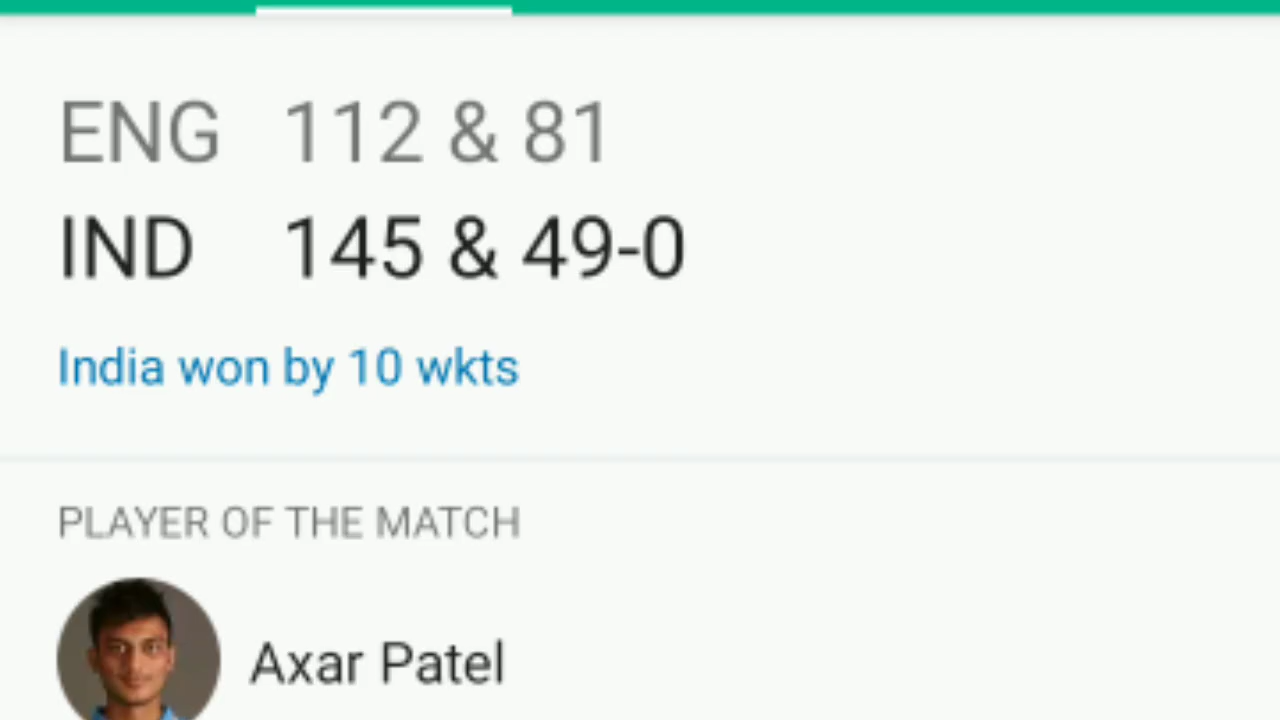 ENG 112 & 81
IND 145 & 49-0
India won by 10 wkts
PLAYER OF THE MATCH
Axar Patel